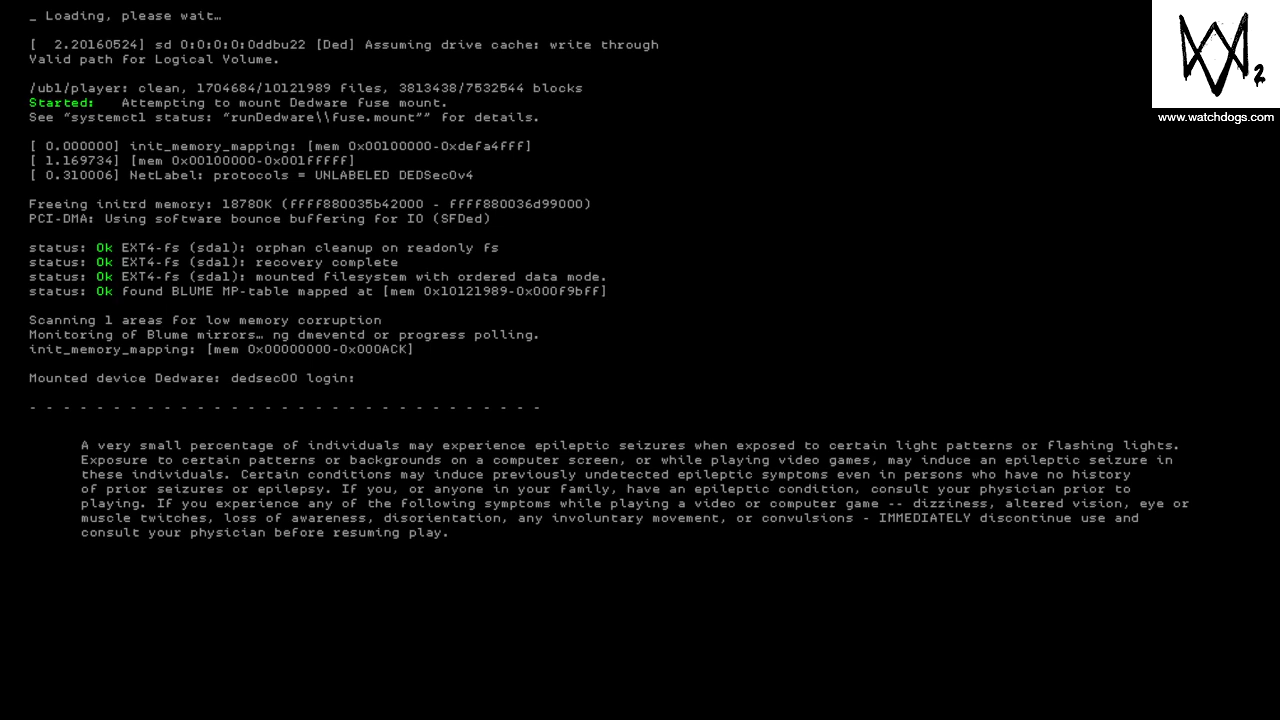 _ Loading, please wait…
[  2.20160524] sd 0:0:0:0:0ddbu22 [Ded] Assuming drive cache: write through
Valid path for Logical Volume.
/ubl/player: clean, 1704684/10121989 files, 3813438/7532544 blocks
Started:   Attempting to mount Dedware fuse mount.
See “systemctl status: “runDedware\\fuse.mount”” for details.
[ 0.000000] init_memory_mapping: [mem 0x00100000-0xdefa4fff]
[ 1.169734] [mem 0x00100000-0x001fffff]
[ 0.310006] NetLabel: protocols = UNLABELED DEDSec0v4
Freeing initrd memory: 18780K (ffff880035b42000 - ffff880036d99000)
PCI-DMA: Using software bounce buffering for IO (SFDed)
status: Ok EXT4-fs (sda1): orphan cleanup on readonly fs
status: Ok EXT4-fs (sda1): recovery complete
status: Ok EXT4-fs (sda1): mounted filesystem with ordered data mode.
status: Ok found BLUME MP-table mapped at [mem 0x10121989-0x000f9bff]
Scanning 1 areas for low memory corruption
Monitoring of Blume mirrors… ng dmeventd or progress polling.
init_memory_mapping: [mem 0x00000000-0x000ACK]
Mounted device Dedware: dedsec00 login:
- - - - - - - - - - - - - - - - - - - - - - - - - - - - - - -
A very small percentage of individuals may experience epileptic seizures when exposed to certain light patterns or flashing lights.
Exposure to certain patterns or backgrounds on a computer screen, or while playing video games, may induce an epileptic seizure in
these individuals. Certain conditions may induce previously undetected epileptic symptoms even in persons who have no history
of prior seizures or epilepsy. If you, or anyone in your family, have an epileptic condition, consult your physician prior to
playing. If you experience any of the following symptoms while playing a video or computer game -- dizziness, altered vision, eye or
muscle twitches, loss of awareness, disorientation, any involuntary movement, or convulsions - IMMEDIATELY discontinue use and
consult your physician before resuming play.
2
www.watchdogs.com